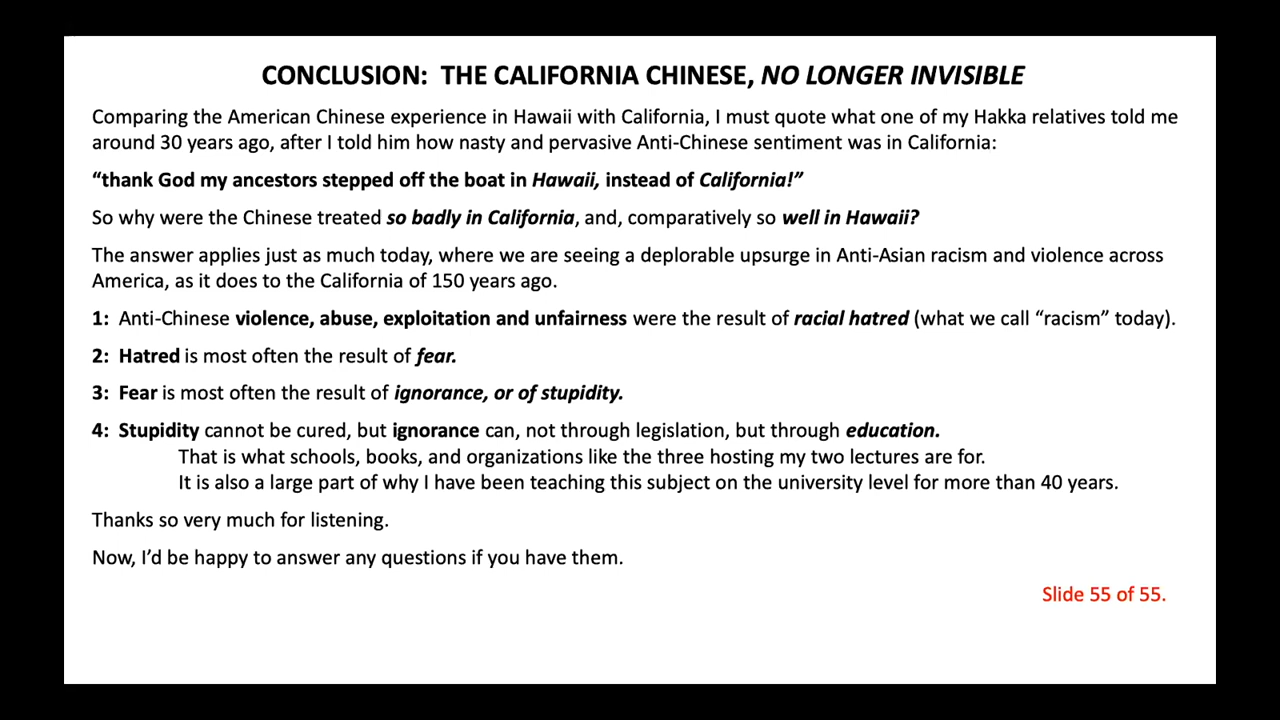 CONCLUSION: THE CALIFORNIA CHINESE, NO LONGER INVISIBLE
Comparing the American Chinese experience in Hawaii with California, I must quote what one of my Hakka relatives told me
around 30 years ago, after I told him how nasty and pervasive Anti-Chinese sentiment was in California:
“thank God my ancestors stepped off the boat in Hawaii, instead of California!”
So why were the Chinese treated so badly in California, and, comparatively so well in Hawaii?
The answer applies just as much today, where we are seeing a deplorable upsurge in Anti-Asian racism and violence across
America, as it does to the California of 150 years ago.
1: Anti-Chinese violence, abuse, exploitation and unfairness were the result of racial hatred (what we call “racism” today).
2: Hatred is most often the result of fear.
3: Fear is most often the result of ignorance, or of stupidity.
4: Stupidity cannot be cured, but ignorance can, not through legislation, but through education.
That is what schools, books, and organizations like the three hosting my two lectures are for.
It is also a large part of why I have been teaching this subject on the university level for more than 40 years.
Thanks so very much for listening.
Now, I’d be happy to answer any questions if you have them.
Slide 55 of 55.